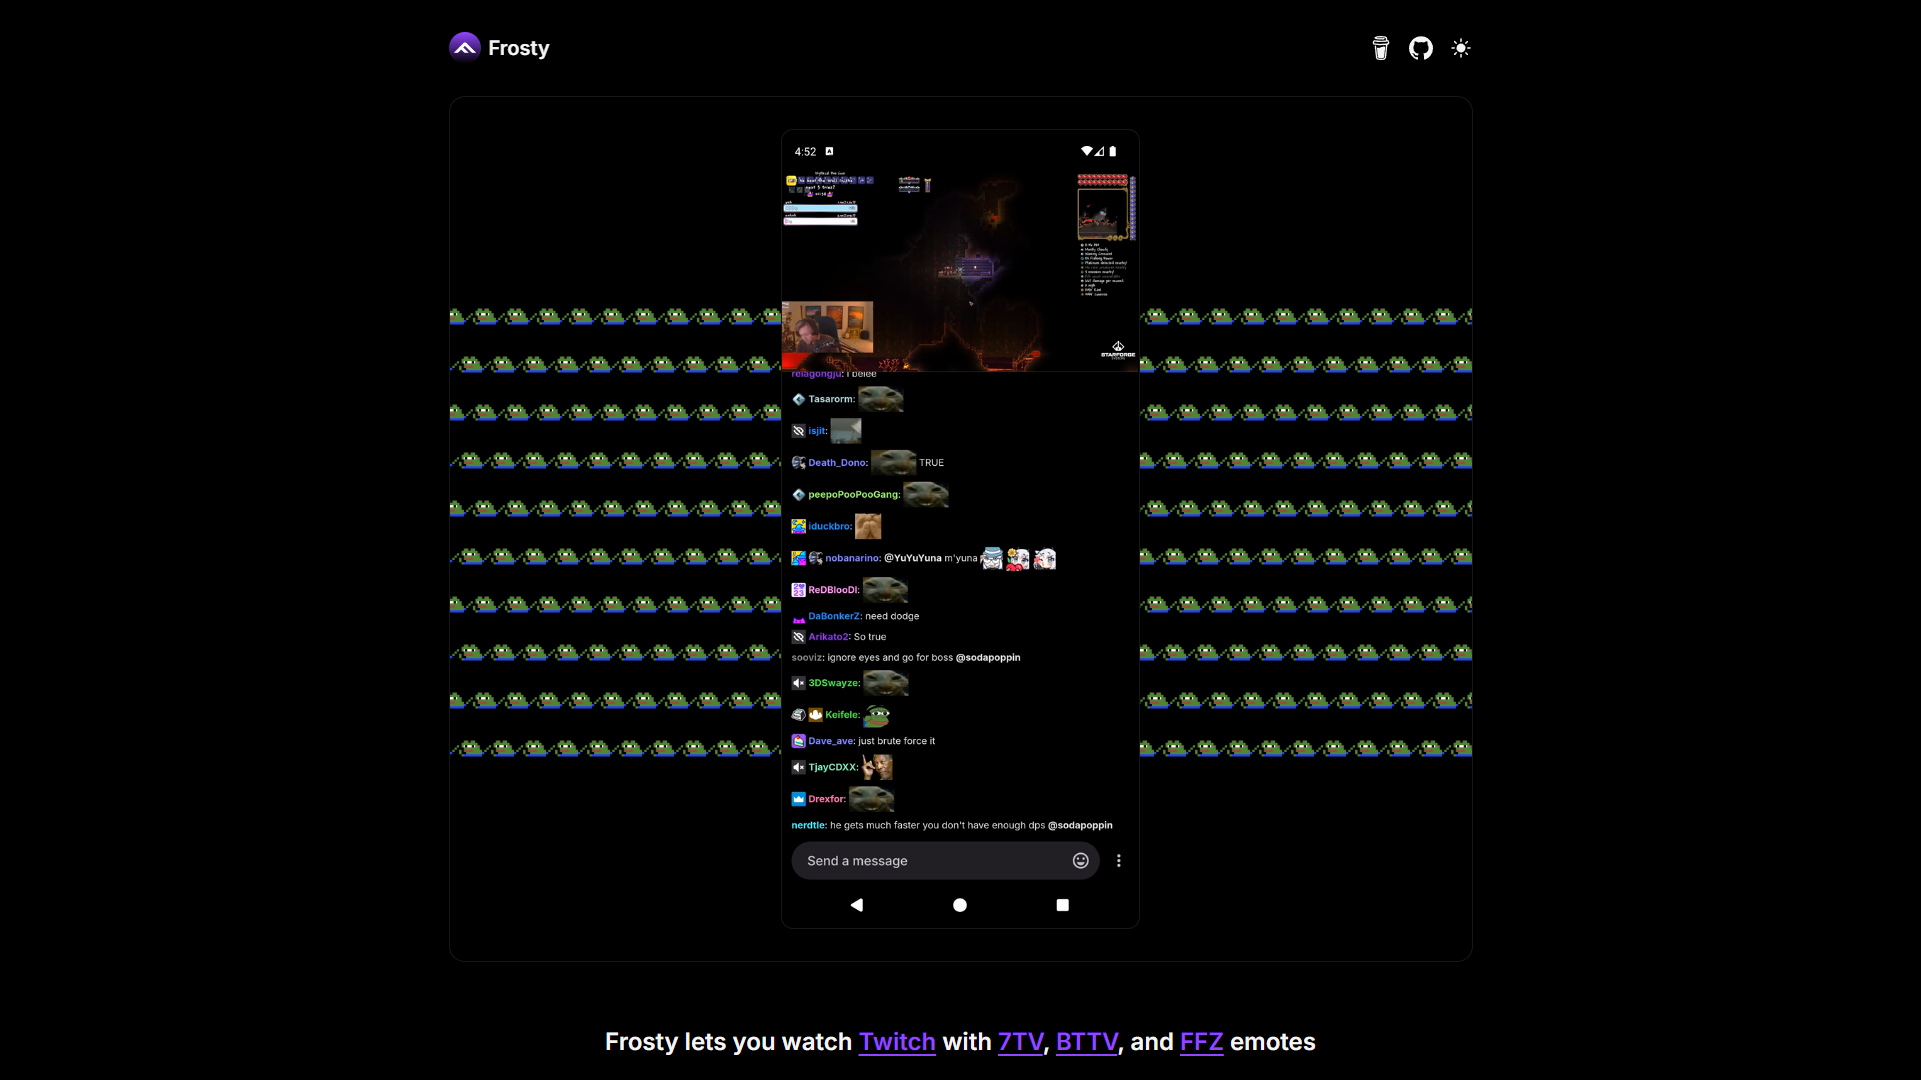 Frosty
4:52
relagongju: I belee
Tasarorm:
isjit:
Death_Dono: TRUE
peepoPooPooGang:
iduckbro:
nobanarino: @YuYuYuna m'yuna
ReDBlooDl:
DaBonkerZ: need dodge
Arikato2: So true
sooviz: ignore eyes and go for boss @sodapoppin
3DSwayze:
Keifele:
Dave_ave: just brute force it
TjayCDXX:
Drexfor:
nerdtle: he gets much faster you don't have enough dps @sodapoppin
Send a message
STARFORGE
Frosty lets you watch Twitch with 7TV, BTTV, and FFZ emotes